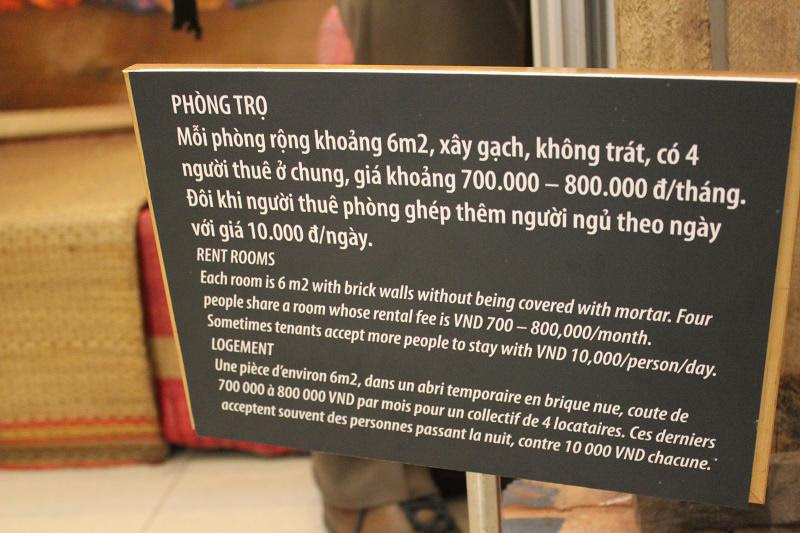 PHÒNG TRỌ
Mỗi phòng rộng khoảng 6m2, xây gạch, không trát, có 4
người thuê ở chung, giá khoảng 700.000 – 800.000 đ/tháng.
Đôi khi người thuê phòng ghép thêm người ngủ theo ngày
với giá 10.000 đ/ngày.
RENT ROOMS
Each room is 6 m2 with brick walls without being covered with mortar. Four
people share a room whose rental fee is VND 700 – 800,000/month.
Sometimes tenants accept more people to stay with VND 10,000/person/day.
LOGEMENT
Une pièce d'environ 6m2, dans un abri temporaire en brique nue, coute de
700 000 à 800 000 VND par mois pour un collectif de 4 locataires. Ces derniers
acceptent souvent des personnes passant la nuit, contre 10 000 VND chacune.